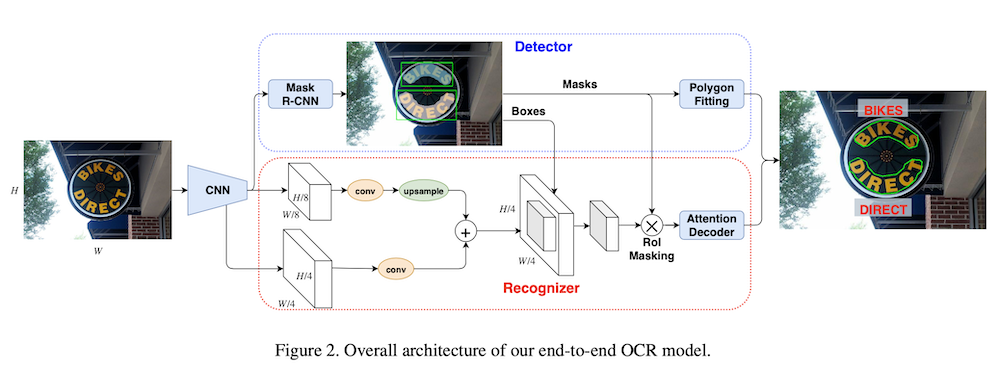 Detector
Mask
R-CNN
BIKES
DIRECT
Masks
Boxes
Polygon
Fitting
BIKES
BIKES
DIRECT
DIRECT
H
BIKES
DIRECT
W
CNN
H/8
W/8
conv
upsample
H/4
W/4
conv
+
H/4
W/4
×
RoI
Masking
Attention
Decoder
Recognizer
Figure 2. Overall architecture of our end-to-end OCR model.